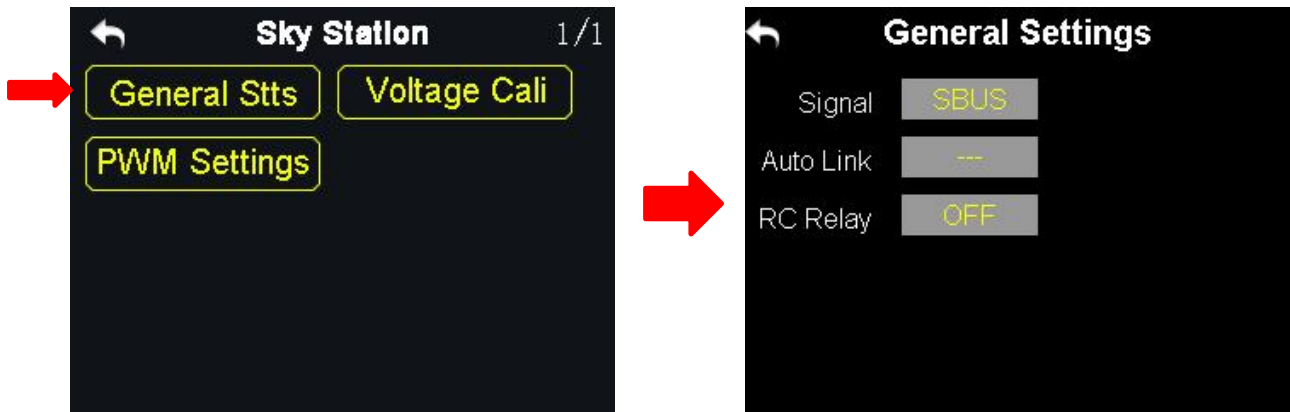 Sky Station 1/1
General Stts Voltage Cali
PWM Settings
General Settings
Signal SBUS
Auto Link ---
RC Relay OFF